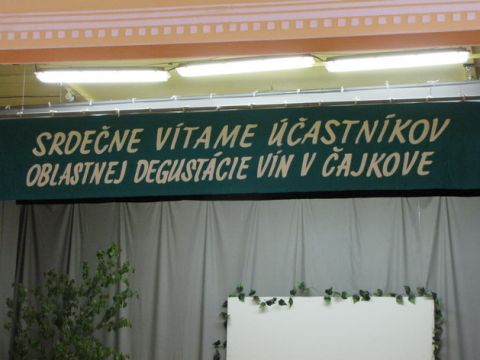 SRDEČNE VÍTAME ÚČASTNÍKOV
OBLASTNEJ DEGUSTÁCIE VÍN V ČAJKOVE